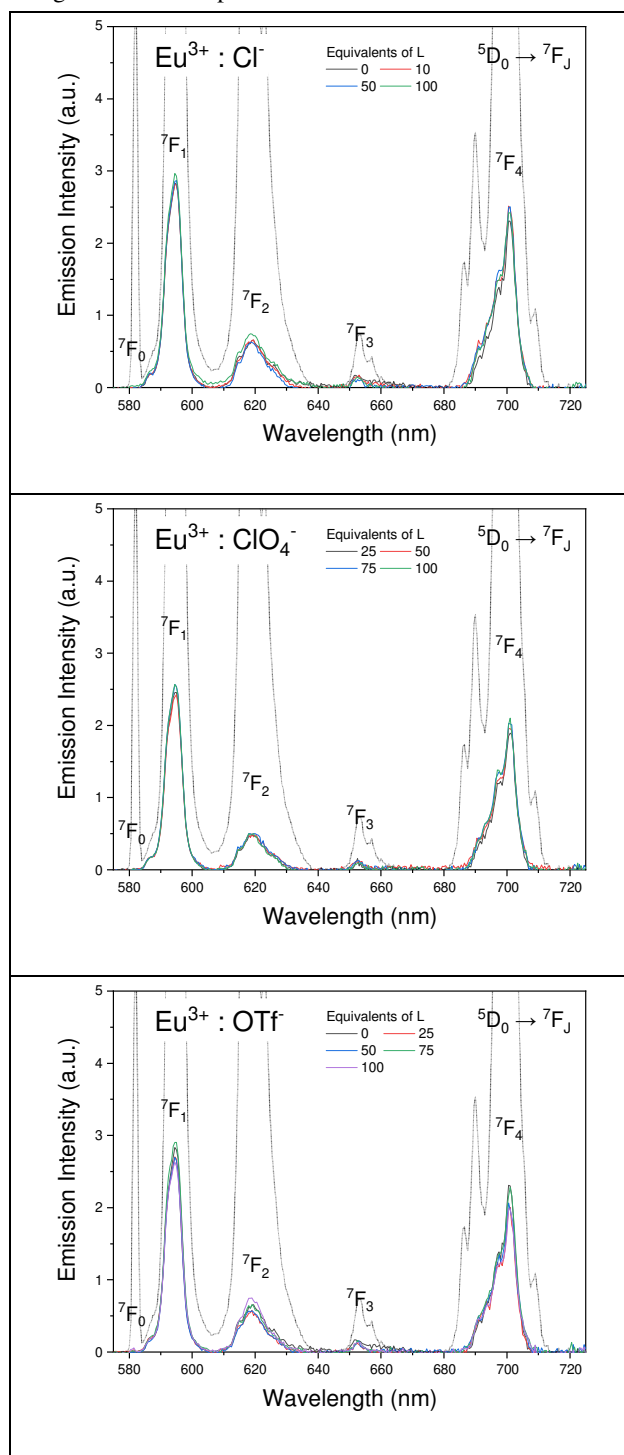 Eu³⁺ : Cl⁻
⁵D₀ → ⁷F_J
Equivalents of L
0 10
50 100
⁷F₀
⁷F₁
⁷F₂
⁷F₃
⁷F₄
Emission Intensity (a.u.)
5
4
3
2
1
0
580 600 620 640 660 680 700 720
Wavelength (nm)
Eu³⁺ : ClO₄⁻
⁵D₀ → ⁷F_J
Equivalents of L
25 50
75 100
⁷F₀
⁷F₁
⁷F₂
⁷F₃
⁷F₄
Emission Intensity (a.u.)
5
4
3
2
1
0
580 600 620 640 660 680 700 720
Wavelength (nm)
Eu³⁺ : OTf⁻
⁵D₀ → ⁷F_J
Equivalents of L
0 25
50 75
100
⁷F₀
⁷F₁
⁷F₂
⁷F₃
⁷F₄
Emission Intensity (a.u.)
5
4
3
2
1
0
580 600 620 640 660 680 700 720
Wavelength (nm)